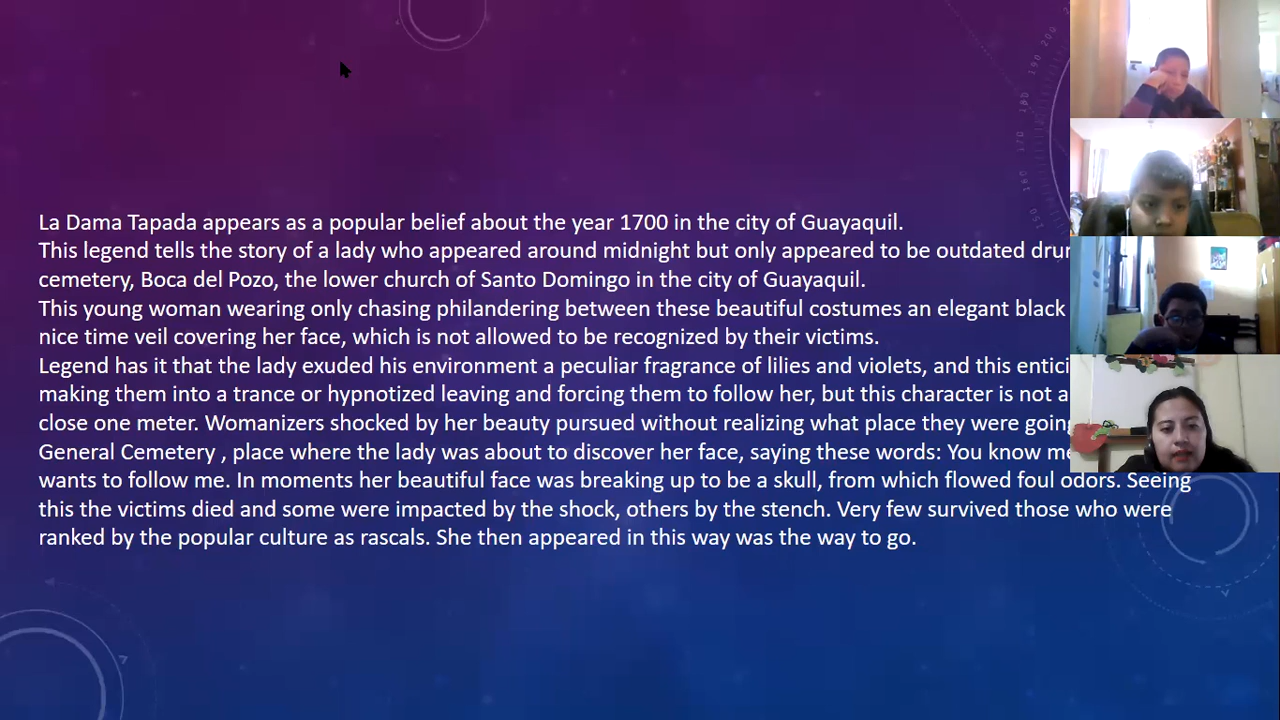 La Dama Tapada appears as a popular belief about the year 1700 in the city of Guayaquil.
This legend tells the story of a lady who appeared around midnight but only appeared to be outdated
cemetery, Boca del Pozo, the lower church of Santo Domingo in the city of Guayaquil.
This young woman wearing only chasing philandering between these beautiful costumes an elegant black
nice time veil covering her face, which is not allowed to be recognized by their victims.
Legend has it that the lady exuded his environment a peculiar fragrance of lilies and violets, and this
making them into a trance or hypnotized leaving and forcing them to follow her, but this character is not
close one meter. Womanizers shocked by her beauty pursued without realizing what place they were
General Cemetery , place where the lady was about to discover her face, saying these words: You know
wants to follow me. In moments her beautiful face was breaking up to be a skull, from which flowed foul odors. Seeing
this the victims died and some were impacted by the shock, others by the stench. Very few survived those who were
ranked by the popular culture as rascals. She then appeared in this way was the way to go.
200
190
180
170
160
150